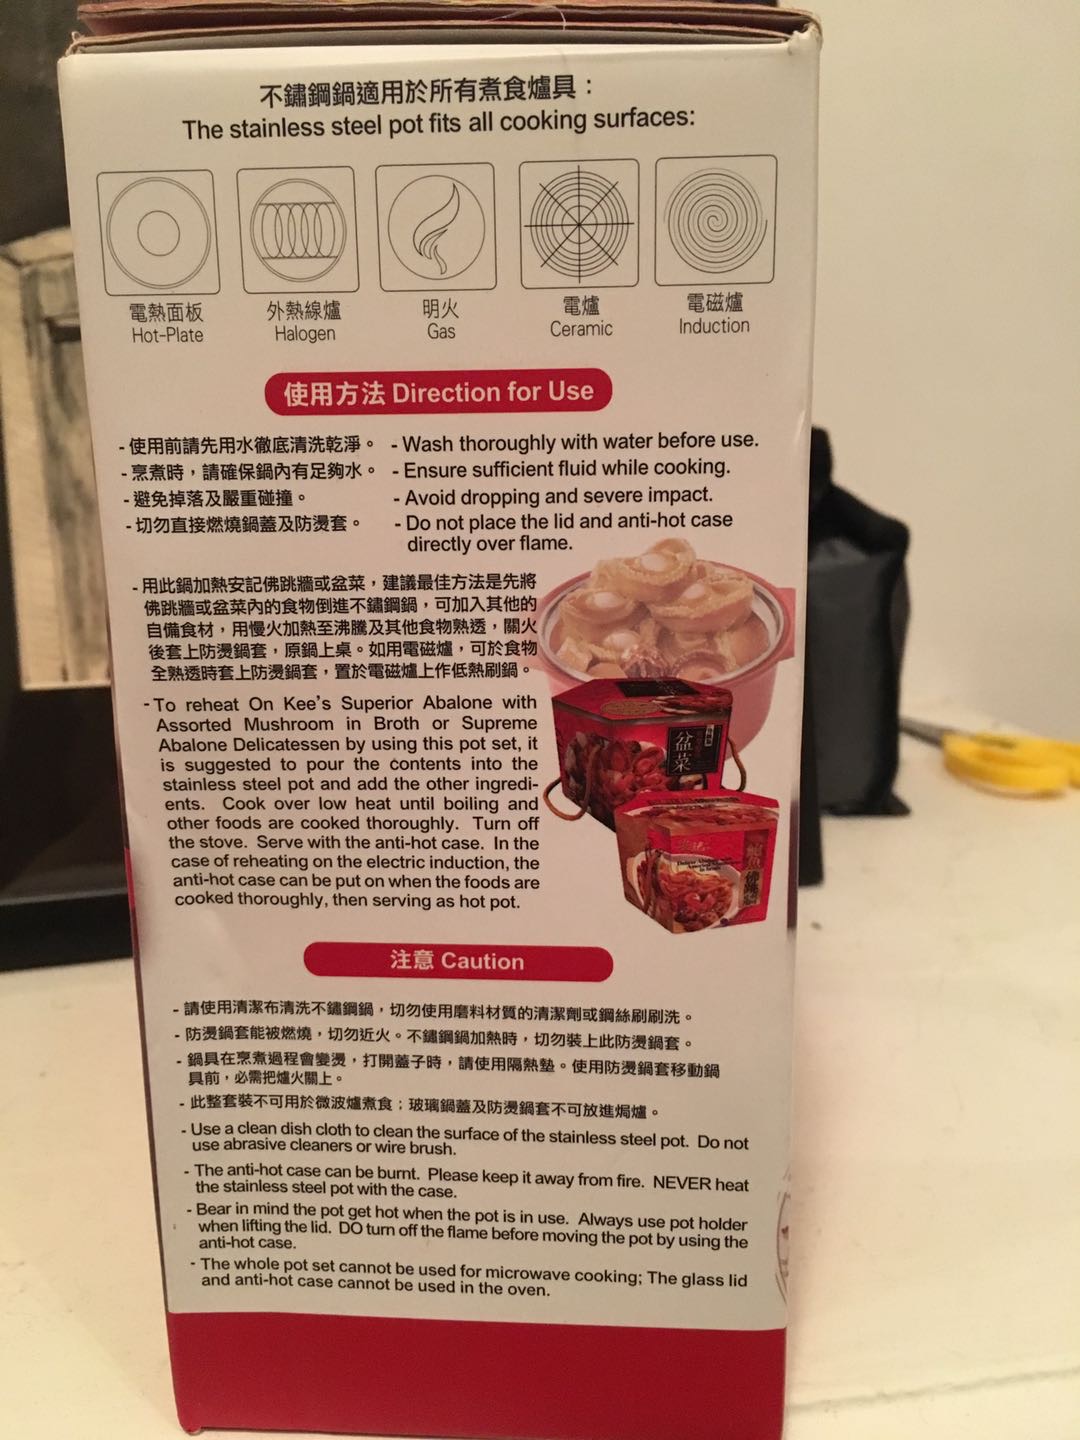 不鏽鋼鍋適用於所有煮食爐具：
The stainless steel pot fits all cooking surfaces:
電熱面板
Hot-Plate
外熱線爐
Halogen
明火
Gas
電爐
Ceramic
電磁爐
Induction
使用方法 Direction for Use
- 使用前請先用水徹底清洗乾淨。
- 烹煮時，請確保鍋內有足夠水。
- 避免掉落及嚴重碰撞。
- 切勿直接燃燒鍋蓋及防燙套。
- Wash thoroughly with water before use.
- Ensure sufficient fluid while cooking.
- Avoid dropping and severe impact.
- Do not place the lid and anti-hot case
directly over flame.
- 用此鍋加熱安記佛跳牆或盆菜，建議最佳方法是先將
佛跳牆或盆菜內的食物倒進不鏽鋼鍋，可加入其他的
自備食材，用慢火加熱至沸騰及其他食物熟透，關火
後套上防燙鍋套，原鍋上桌。如用電磁爐，可於食物
全熟透時套上防燙鍋套，置於電磁爐上作低熱刷鍋。
- To reheat On Kee's Superior Abalone with
Assorted Mushroom in Broth or Supreme
Abalone Delicatessen by using this pot set, it
is suggested to pour the contents into the
stainless steel pot and add the other ingredi-
ents. Cook over low heat until boiling and
other foods are cooked thoroughly. Turn off
the stove. Serve with the anti-hot case. In the
case of reheating on the electric induction, the
anti-hot case can be put on when the foods are
cooked thoroughly, then serving as hot pot.
盆菜
鮑魚佛跳牆
注意 Caution
- 請使用清潔布清洗不鏽鋼鍋，切勿使用磨料材質的清潔劑或鋼絲刷刷洗。
- 防燙鍋套能被燃燒，切勿近火。不鏽鋼鍋加熱時，切勿裝上此防燙鍋套。
- 鍋具在烹煮過程會變燙，打開蓋子時，請使用隔熱墊。使用防燙鍋套移動鍋
具前，必需把爐火關上。
- 此整套裝不可用於微波爐煮食；玻璃鍋蓋及防燙鍋套不可放進焗爐。
- Use a clean dish cloth to clean the surface of the stainless steel pot. Do not
use abrasive cleaners or wire brush.
- The anti-hot case can be burnt. Please keep it away from fire. NEVER heat
the stainless steel pot with the case.
- Bear in mind the pot get hot when the pot is in use. Always use pot holder
when lifting the lid. DO turn off the flame before moving the pot by using the
anti-hot case.
- The whole pot set cannot be used for microwave cooking; The glass lid
and anti-hot case cannot be used in the oven.